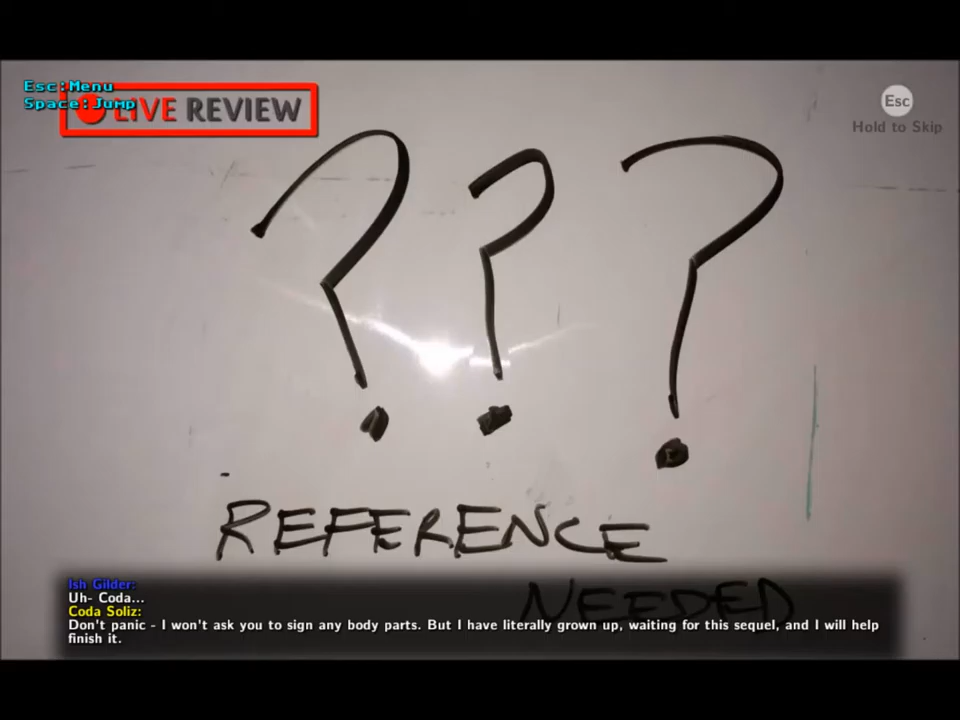 Esc:Menu
Space:Jump
LIVE REVIEW
Esc
Hold to Skip
? ? ?
REFERENCE
NEEDED
Ish Gilder:
Uh- Coda...
Coda Soliz:
Don't panic - I won't ask you to sign any body parts. But I have literally grown up, waiting for this sequel, and I will help
finish it.